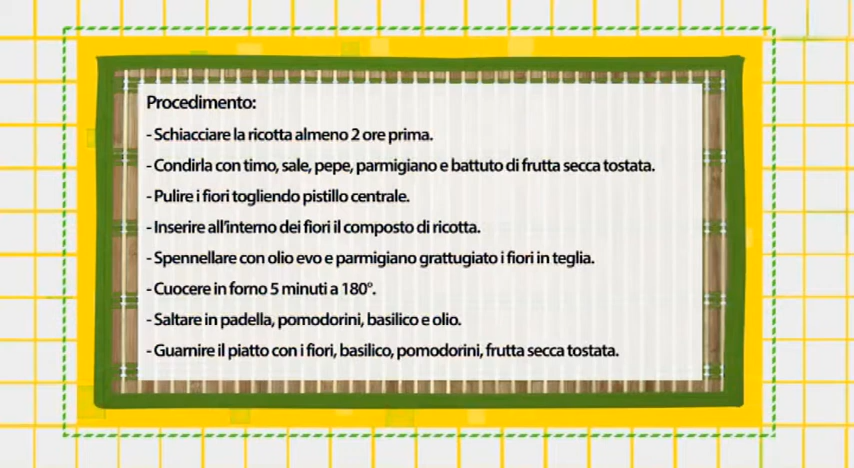 Procedimento:
- Schiacciare la ricotta almeno 2 ore prima.
- Condirla con timo, sale, pepe, parmigiano e battuto di frutta secca tostata.
- Pulire i fiori togliendo pistillo centrale.
- Inserire all'interno dei fiori il composto di ricotta.
- Spennellare con olio evo e parmigiano grattugiato i fiori in teglia.
- Cuocere in forno 5 minuti a 180°.
- Saltare in padella, pomodorini, basilico e olio.
- Guarnire il piatto con i fiori, basilico, pomodorini, frutta secca tostata.